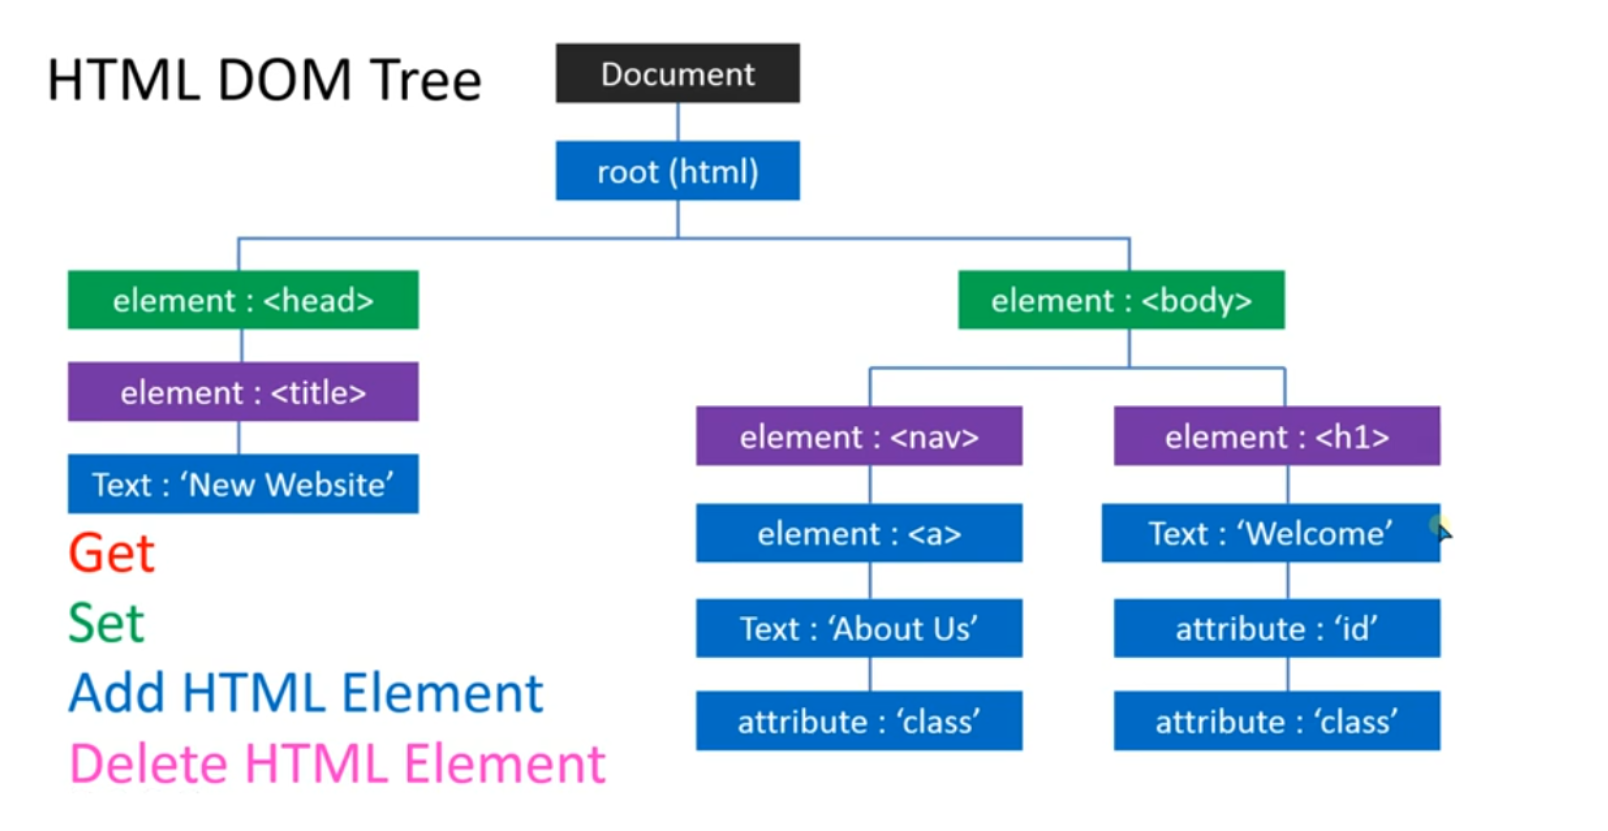 HTML DOM Tree
Document
root (html)
element : <head>
element : <body>
element : <title>
Text : ‘New Website’
element : <nav>
element : <h1>
element : <a>
Text : ‘Welcome’
Text : ‘About Us’
attribute : ‘id’
attribute : ‘class’
attribute : ‘class’
Get
Set
Add HTML Element
Delete HTML Element